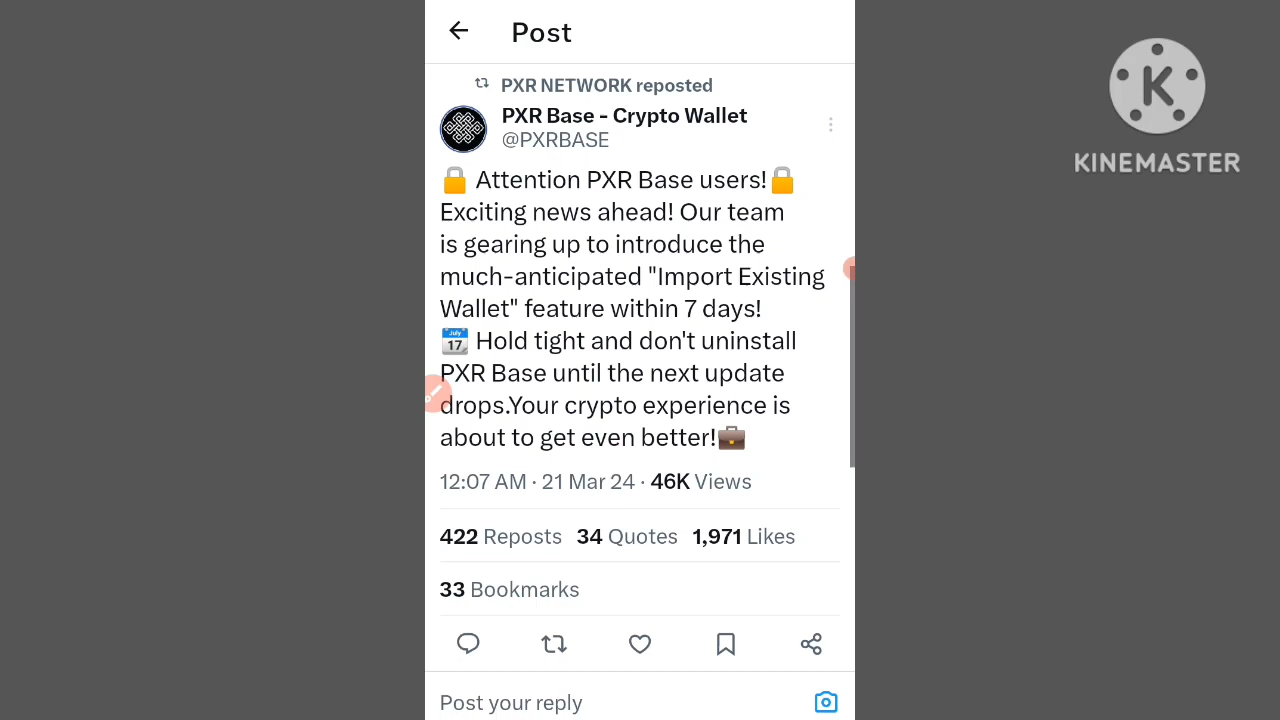 Post
PXR NETWORK reposted
PXR Base - Crypto Wallet
@PXRBASE
🔒 Attention PXR Base users!🔒
Exciting news ahead! Our team
is gearing up to introduce the
much-anticipated "Import Existing
Wallet" feature within 7 days!
📅 Hold tight and don't uninstall
PXR Base until the next update
drops.Your crypto experience is
about to get even better!💼
12:07 AM · 21 Mar 24 · 46K Views
422 Reposts 34 Quotes 1,971 Likes
33 Bookmarks
Post your reply
K
KINEMASTER